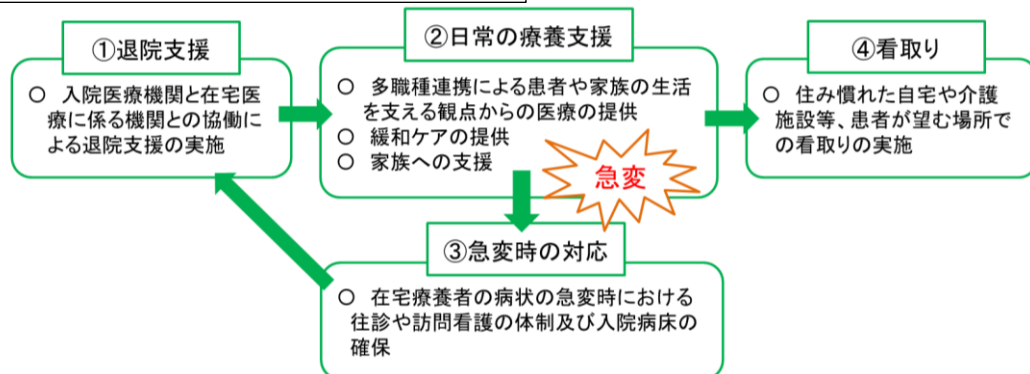 ①退院支援
○ 入院医療機関と在宅医
療に係る機関との協働に
よる退院支援の実施
②日常の療養支援
○ 多職種連携による患者や家族の生活
を支える観点からの医療の提供
○ 緩和ケアの提供
○ 家族への支援
急変
③急変時の対応
○ 在宅療養者の病状の急変時における
往診や訪問看護の体制及び入院病床の
確保
④看取り
○ 住み慣れた自宅や介護
施設等、患者が望む場所で
の看取りの実施